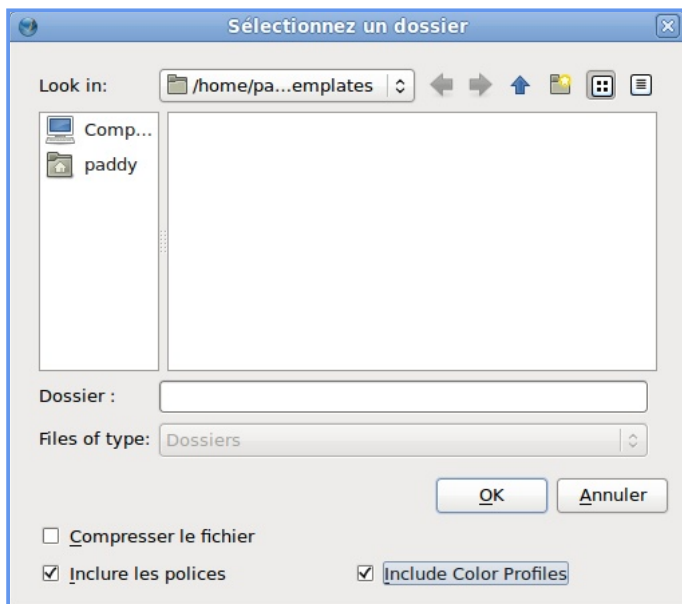 Sélectionnez un dossier
Look in: /home/pa...emplates
Comp...
paddy
Dossier :
Files of type: Dossiers
OK Annuler
Compresser le fichier
Inclure les polices Include Color Profiles